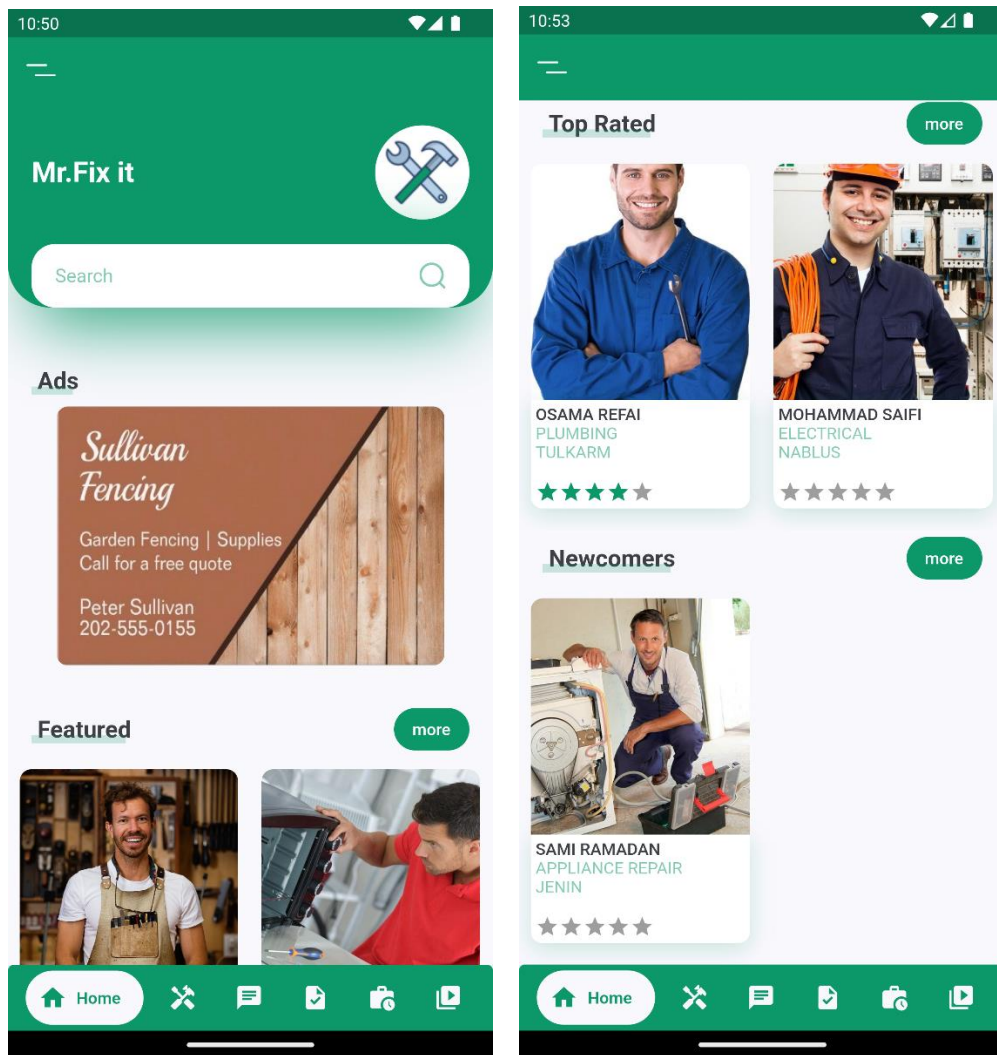 10:50
Mr.Fix it
Search
Ads
Sullivan
Fencing
Garden Fencing | Supplies
Call for a free quote
Peter Sullivan
202-555-0155
Featured
more
Home
10:53
Top Rated
more
OSAMA REFAI
PLUMBING
TULKARM
MOHAMMAD SAIFI
ELECTRICAL
NABLUS
Newcomers
more
SAMI RAMADAN
APPLIANCE REPAIR
JENIN
Home